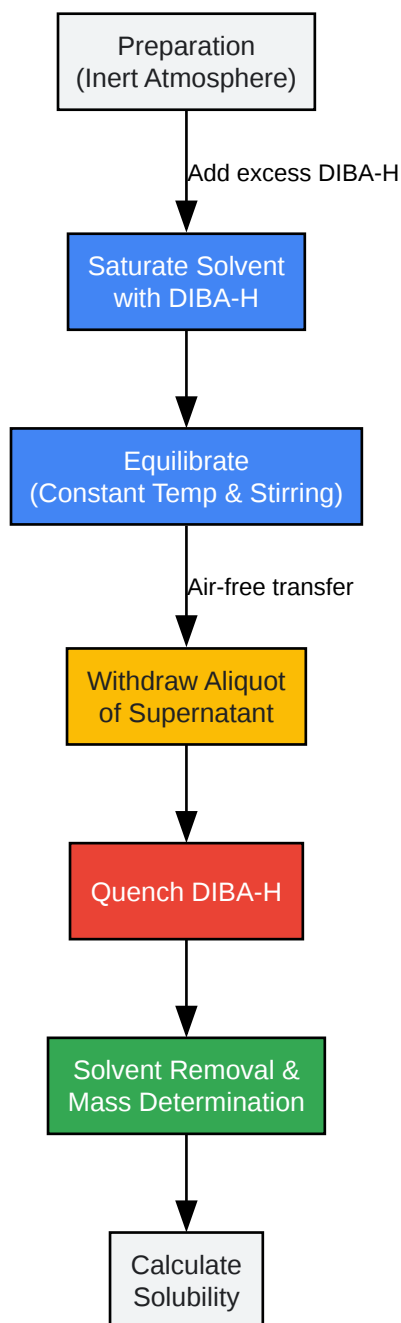 Preparation
(Inert Atmosphere)
Add excess DIBA-H
Saturate Solvent
with DIBA-H
Equilibrate
(Constant Temp & Stirring)
Air-free transfer
Withdraw Aliquot
of Supernatant
Quench DIBA-H
Solvent Removal &
Mass Determination
Calculate
Solubility